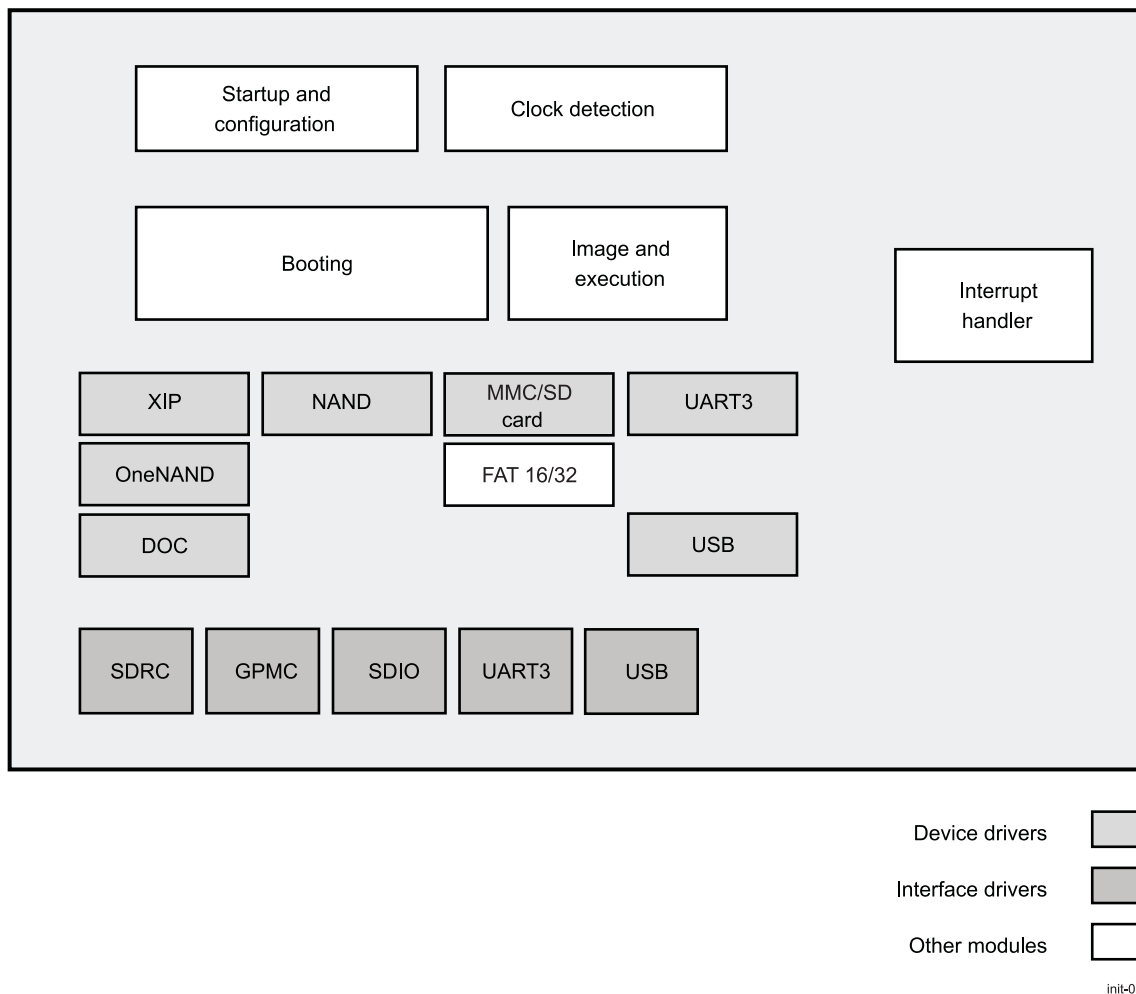 Startup and
configuration
Clock detection
Booting
Image and
execution
Interrupt
handler
XIP
NAND
MMC/SD
card
UART3
OneNAND
FAT 16/32
DOC
USB
SDRC
GPMC
SDIO
UART3
USB
Device drivers
Interface drivers
Other modules
init-0